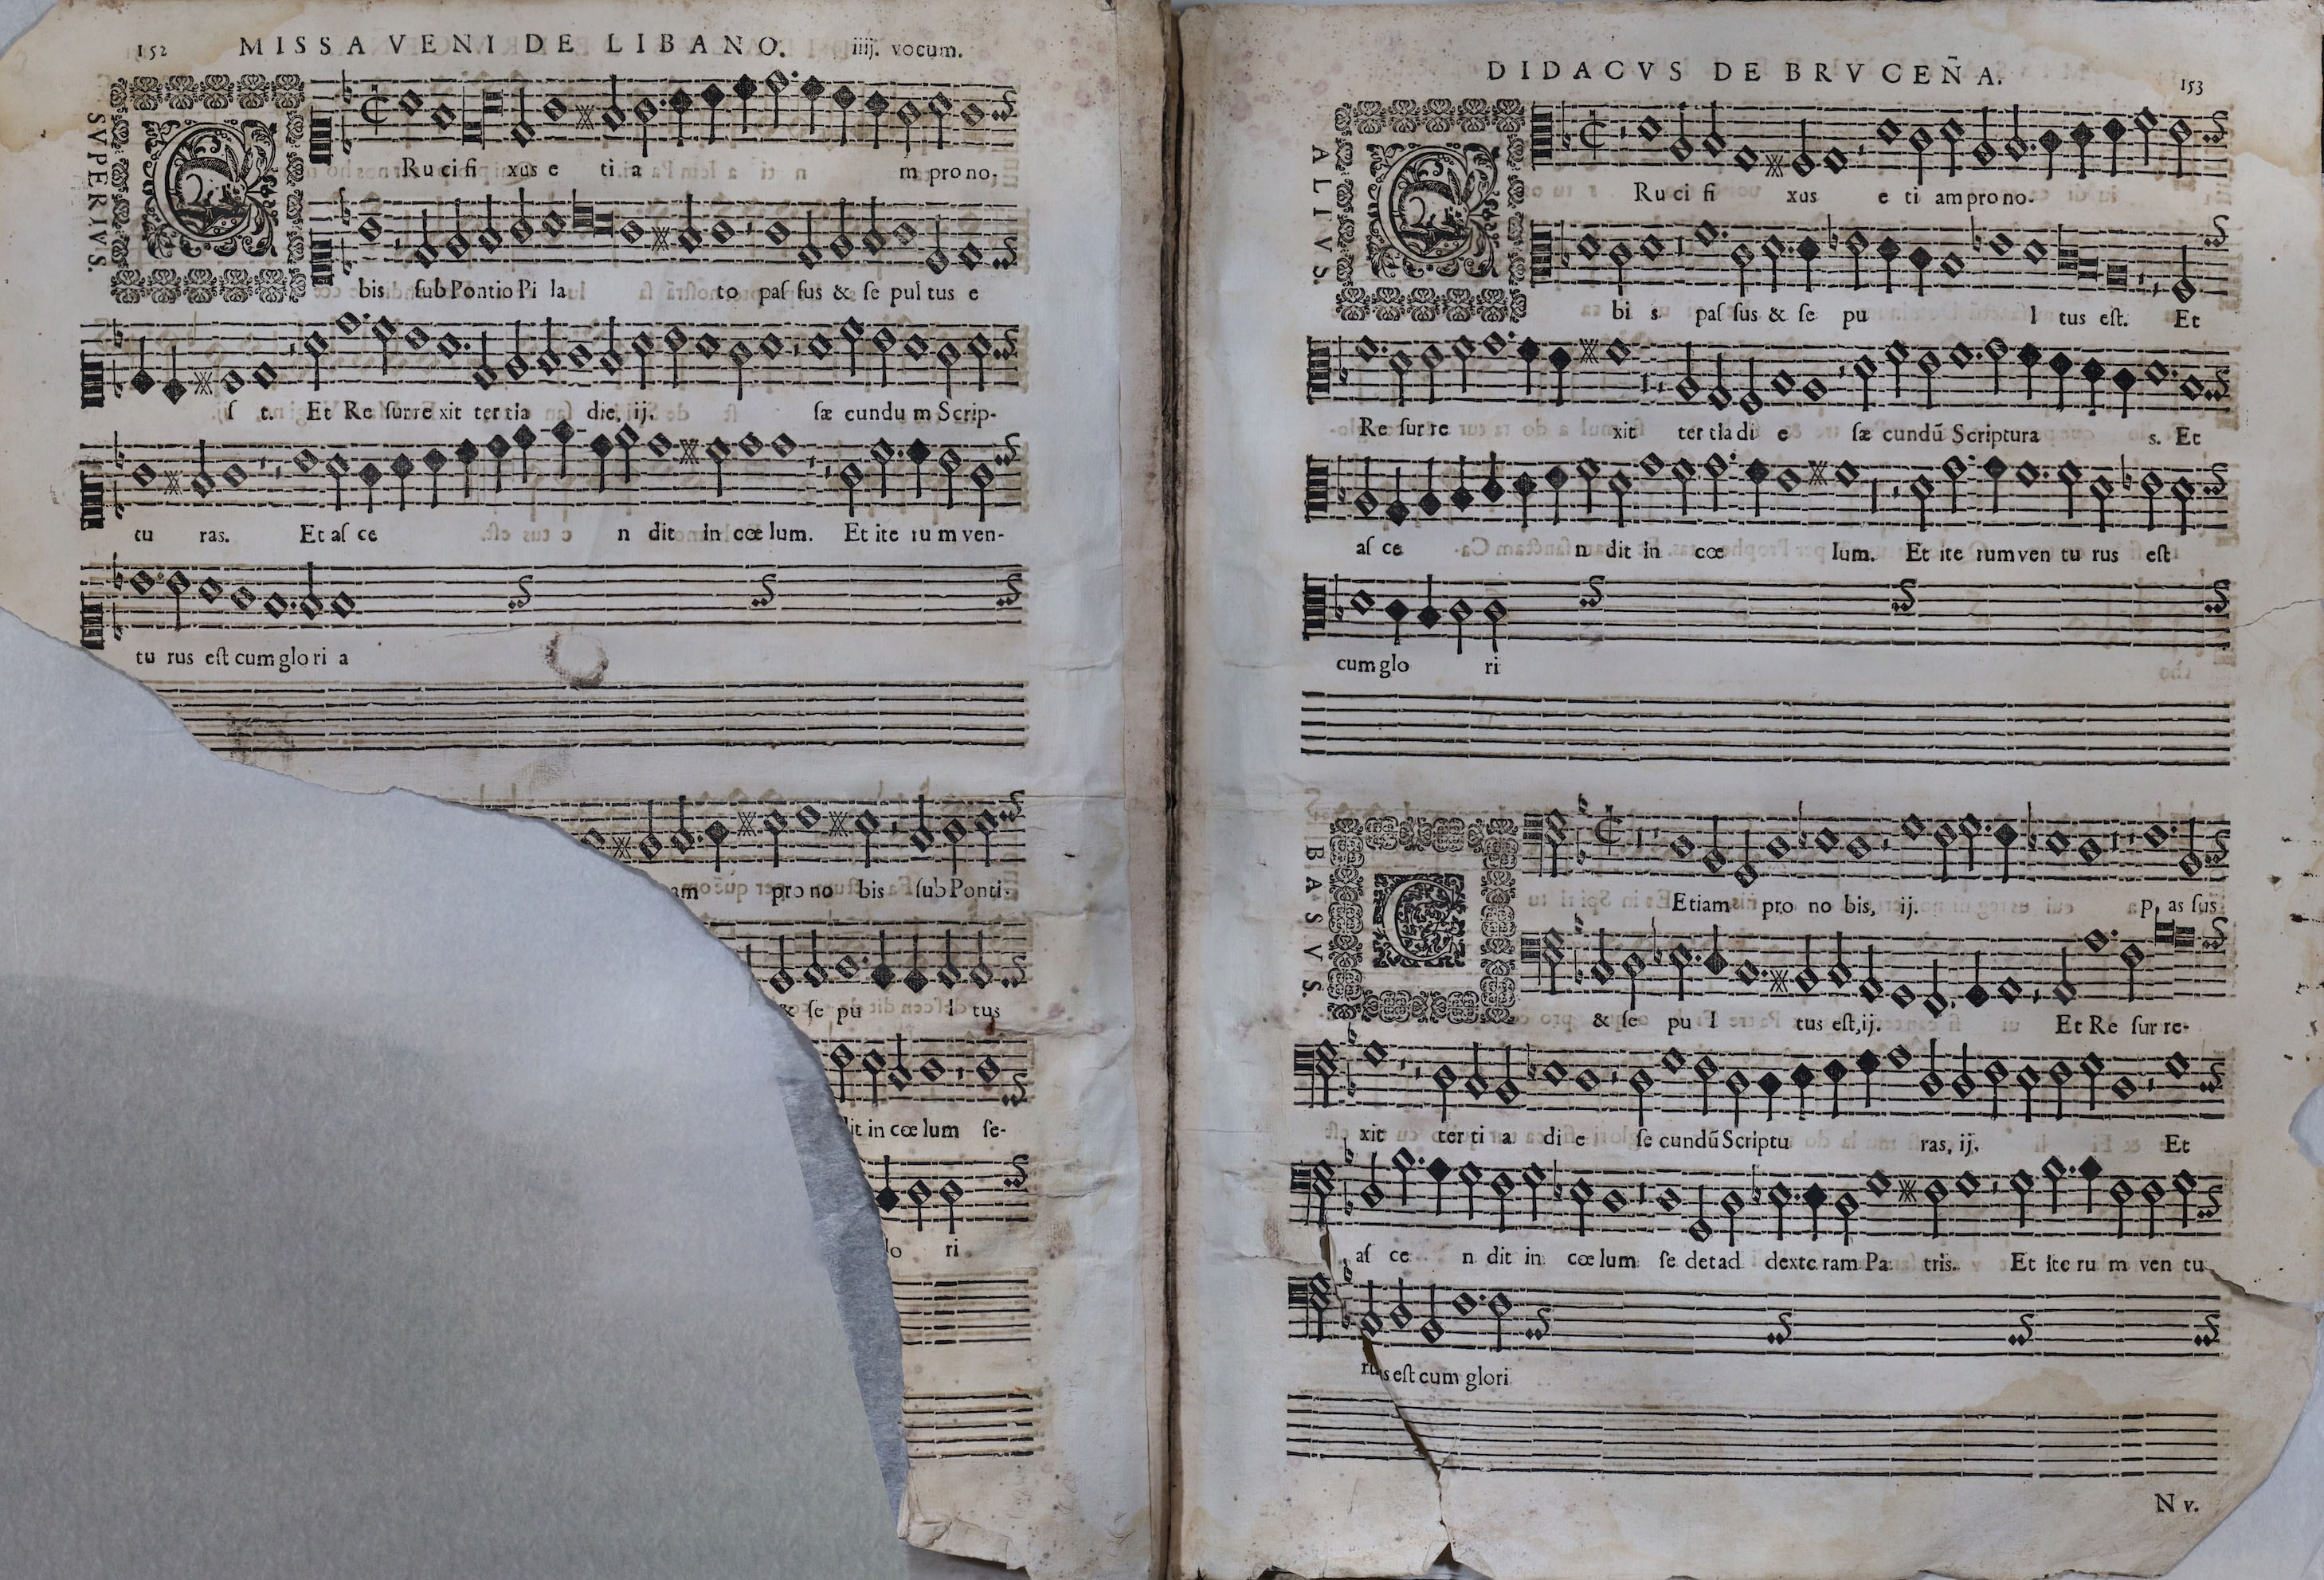 152 MISSA VENI DE LIBANO. iiij. vocum.
SVPERIVS.
C
Ru ci fi xus e ti a m pro no-
bis ſub Pontio Pi la to paſ ſus & ſe pul tus e
ſ t. Et Re ſurre xit ter tia die, ij. ſæ cundu m Scrip-
tu ras. Et aſ ce n dit in cœ lum. Et ite ru m ven-
tu rus eſt cum glo ri a
am pro no bis ſub Ponti-
& ſe pu l tus
dit in cœ lum ſe-
lo ri
DIDACVS DE BRVCEÑA. 153
ALTVS.
C
Ru ci fi xus e ti am pro no-
bi s paſ ſus & ſe pu l tus eſt. Et
Re ſur re xit ter tia di e ſæ cundũ Scriptura s. Et
aſ ce n dit in cœ lum. Et ite rum ven tu rus eſt
cum glo ri
BASVS.
C
Etiam pro no bis, ij. p, as ſus
& ſe pu l tus eſt, ij. Et Re ſur re-
xit ter ti a di e ſe cundũ Scriptu ras, ij. Et
aſ ce n dit in cœ lum ſe det ad dexte ram Pa tris. Et ite ru m ven tu
ru s eſt cum glori
N v.